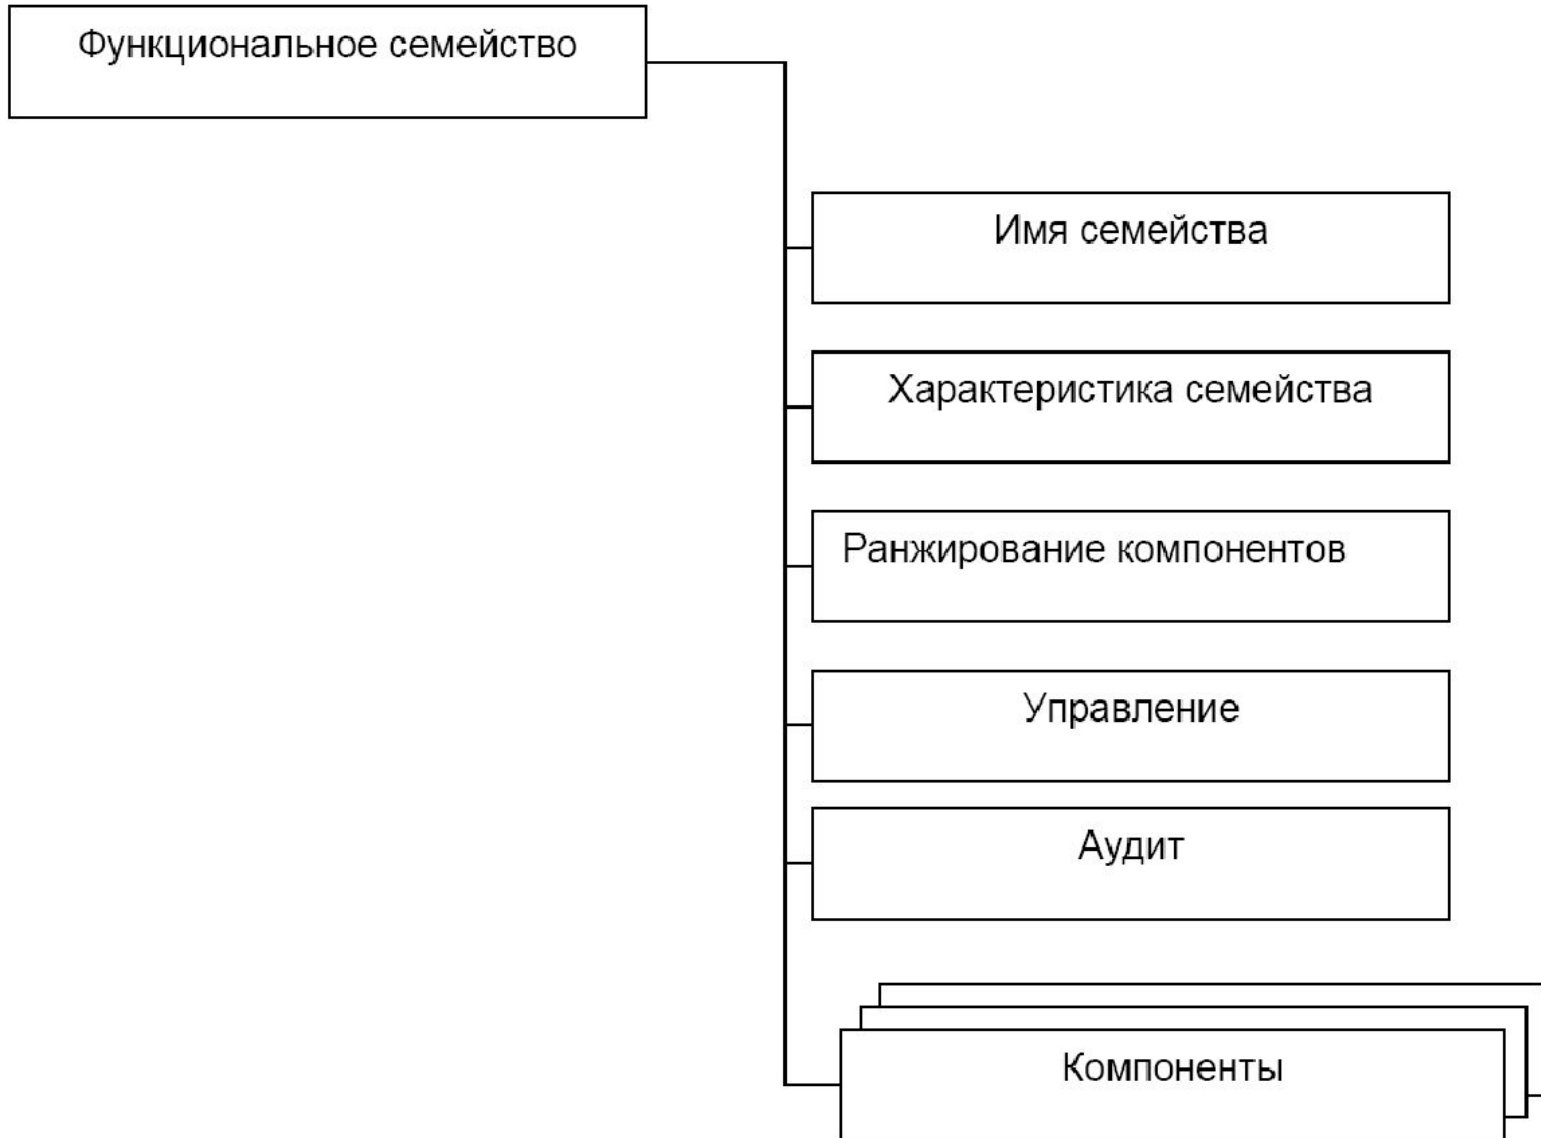 Функциональное семейство
Имя семейства
Характеристика семейства
Ранжирование компонентов
Управление
Аудит
Компоненты